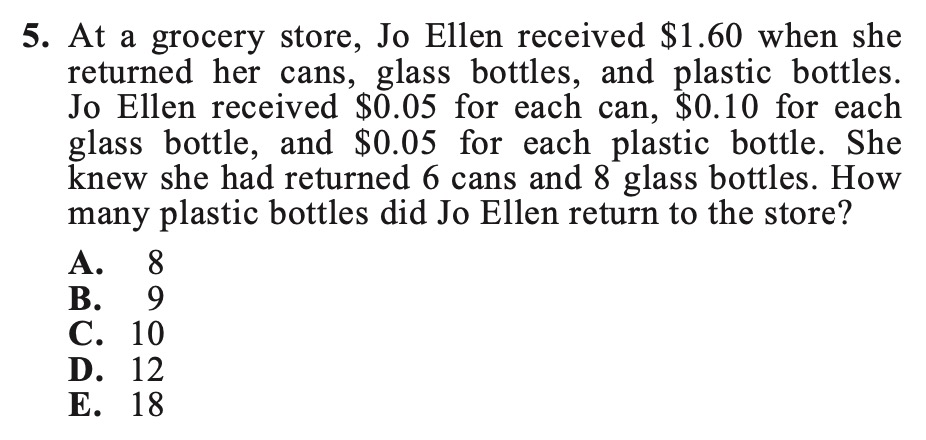 5. At a grocery store, Jo Ellen received $1.60 when she
returned her cans, glass bottles, and plastic bottles.
Jo Ellen received $0.05 for each can, $0.10 for each
glass bottle, and $0.05 for each plastic bottle. She
knew she had returned 6 cans and 8 glass bottles. How
many plastic bottles did Jo Ellen return to the store?
A. 8
B. 9
C. 10
D. 12
E. 18